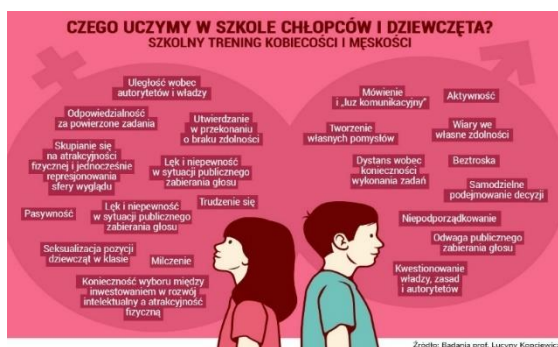 CZEGO UCZYMY W SZKOLE CHŁOPCÓW I DZIEWCZĘTA?
SZKOLNY TRENING KOBIECOŚCI I MĘSKOŚCI
Uległość wobec
autorytetów i władzy
Odpowiedzialność
za powierzone zadania
Utwierdzanie
w przekonaniu
o braku zdolności
Skupianie się
na atrakcyjności
fizycznej i jednocześnie
represjonowania
sfery wyglądu
Lęk i niepewność
w sytuacji publicznego
zabierania głosu
Pasywność
Lęk i niepewność
w sytuacji publicznego
zabierania głosu
Trudzenie się
Seksualizacja pozycji
dziewcząt w klasie
Milczenie
Konieczność wyboru między
inwestowaniem w rozwój
intelektualny a atrakcyjność
fizyczną
Mówienie
i „luz komunikacyjny"
Aktywność
Tworzenie
własnych pomysłów
Wiary we
własne zdolności
Dystans wobec
konieczności
wykonania zadań
Beztroska
Samodzielne
podejmowanie decyzji
Niepodporządkowanie
Odwaga publicznego
zabierania głosu
Kwestionowanie
władzy, zasad
i autorytetów
Źródło: Badania prof. Lucyny Kopciewicz